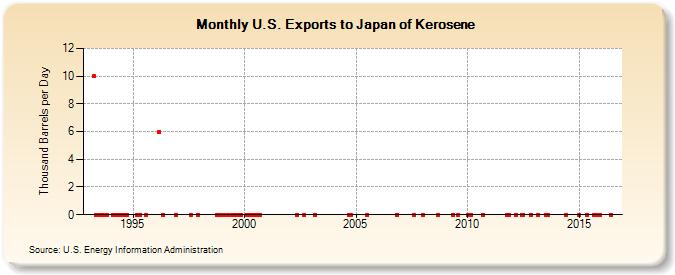 Monthly U.S. Exports to Japan of Kerosene
Thousand Barrels per Day
12
10
8
6
4
2
0
1995 2000 2005 2010 2015
Source: U.S. Energy Information Administration